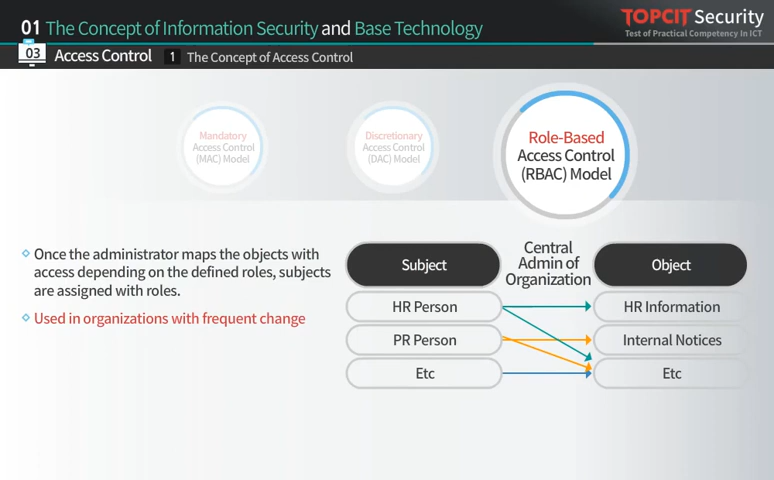 01 The Concept of Information Security and Base Technology
TOPCIT Security
Test of Practical Competency In ICT
03 Access Control 1 The Concept of Access Control
Mandatory
Access Control
(MAC) Model
Discretionary
Access Control
(DAC) Model
Role-Based
Access Control
(RBAC) Model
Once the administrator maps the objects with
access depending on the defined roles, subjects
are assigned with roles.
Used in organizations with frequent change
Subject
Central
Admin of
Organization
Object
HR Person
HR Information
PR Person
Internal Notices
Etc
Etc